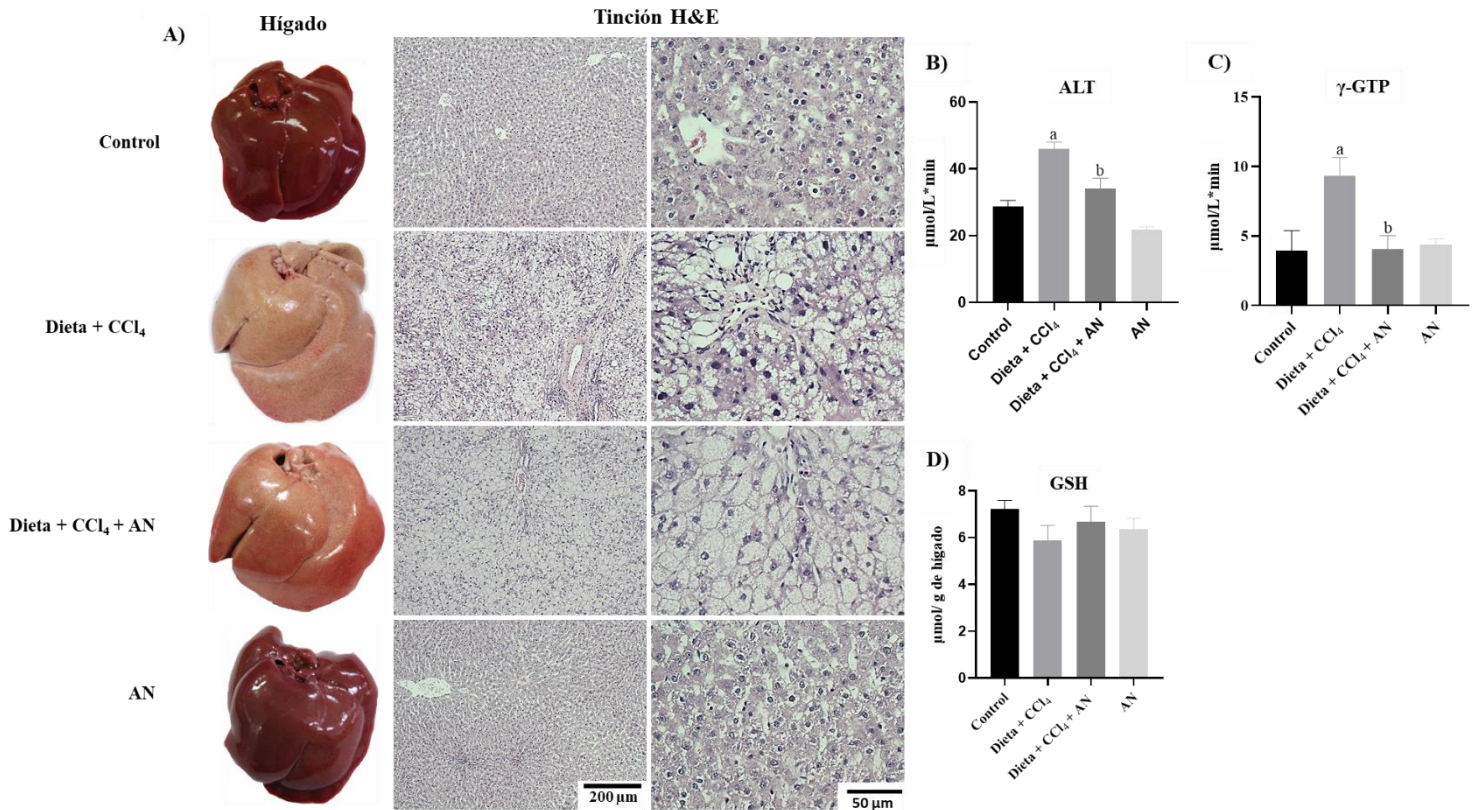 A)
Hígado
Tinción H&E
Control
Dieta + CCl₄
Dieta + CCl₄ + AN
AN
200 µm
50 µm
B)
ALT
µmol/L*min
60
40
20
0
a
b
Control
Dieta + CCl₄
Dieta + CCl₄ + AN
AN
C)
γ-GTP
µmol/L*min
15
10
5
0
a
b
Control
Dieta + CCl₄
Dieta + CCl₄ + AN
AN
D)
GSH
µmol/ g de hígado
8
6
4
2
0
Control
Dieta + CCl₄
Dieta + CCl₄ + AN
AN